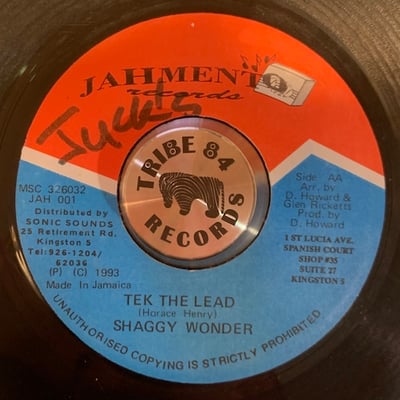 JAHMENT
records
Jucks
TRIBE 84
RECORDS
MSC 326032
JAH 001
Distributed by
SONIC SOUNDS
25 Retirement Rd.
Kingston 5
Tel:926-1204/
62036
(P) (C) 1993
Made In Jamaica
Side AA
Arr. by
D. Howard &
Glen Ricketts
Prod. by
D. Howard
1 ST LUCIA AVE.
SPANISH COURT
SHOP #35
SUITE 27
KINGSTON 5
TEK THE LEAD
(Horace Henry)
SHAGGY WONDER
UNAUTHORISED COPYING IS STRICTLY PROHIBITED